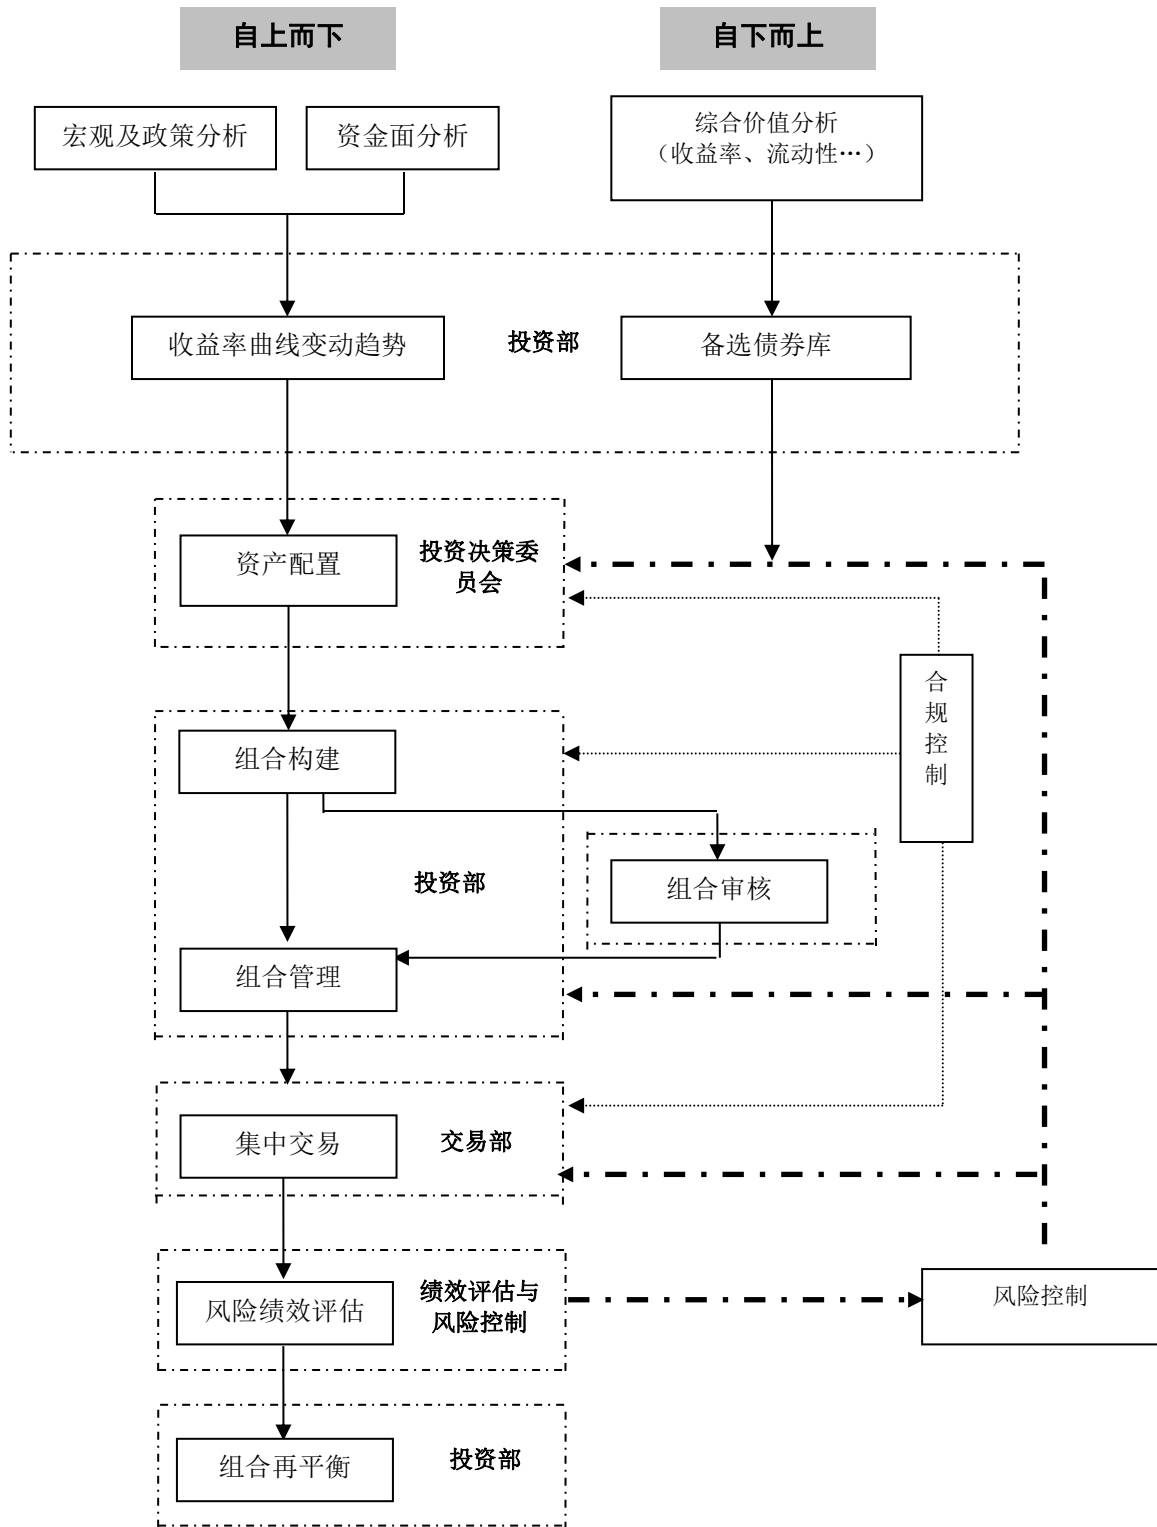 自上而下
自下而上
宏观及政策分析
资金面分析
综合价值分析
（收益率、流动性…）
收益率曲线变动趋势
投资部
备选债券库
资产配置
投资决策委
员会
合
规
控
制
组合构建
投资部
组合审核
组合管理
集中交易
交易部
风险绩效评估
绩效评估与
风险控制
风险控制
组合再平衡
投资部